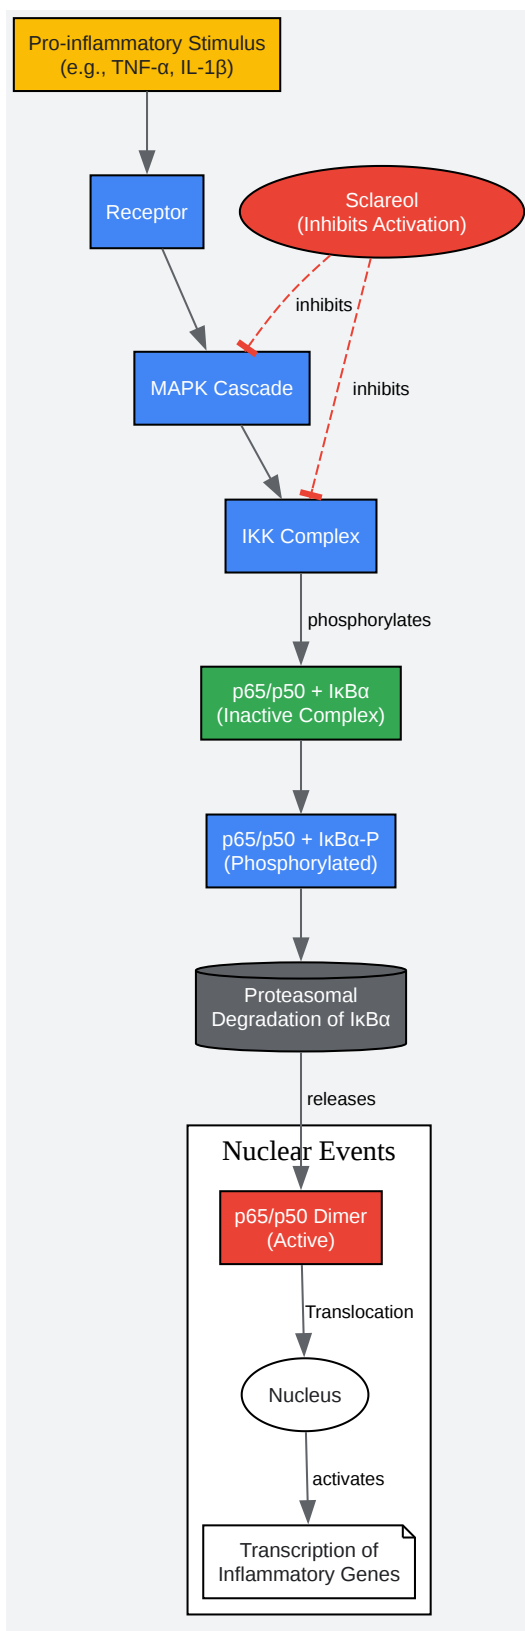 Pro-inflammatory Stimulus
(e.g., TNF-α, IL-1β)
Receptor
Sclareol
(Inhibits Activation)
inhibits
MAPK Cascade
inhibits
IKK Complex
phosphorylates
p65/p50 + IκBα
(Inactive Complex)
p65/p50 + IκBα-P
(Phosphorylated)
Proteasomal
Degradation of IκBα
releases
Nuclear Events
p65/p50 Dimer
(Active)
Translocation
Nucleus
activates
Transcription of
Inflammatory Genes